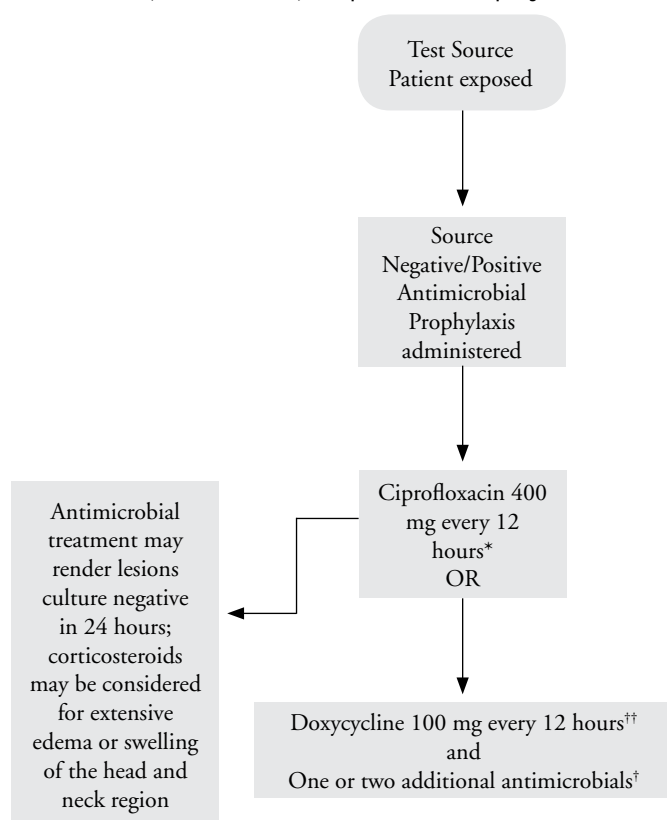 Test Source
Patient exposed
Source
Negative/Positive
Antimicrobial
Prophylaxis
administered
Ciprofloxacin 400
mg every 12
hours*
OR
Antimicrobial
treatment may
render lesions
culture negative
in 24 hours;
corticosteroids
may be considered
for extensive
edema or swelling
of the head and
neck region
Doxycycline 100 mg every 12 hours††
and
One or two additional antimicrobials†